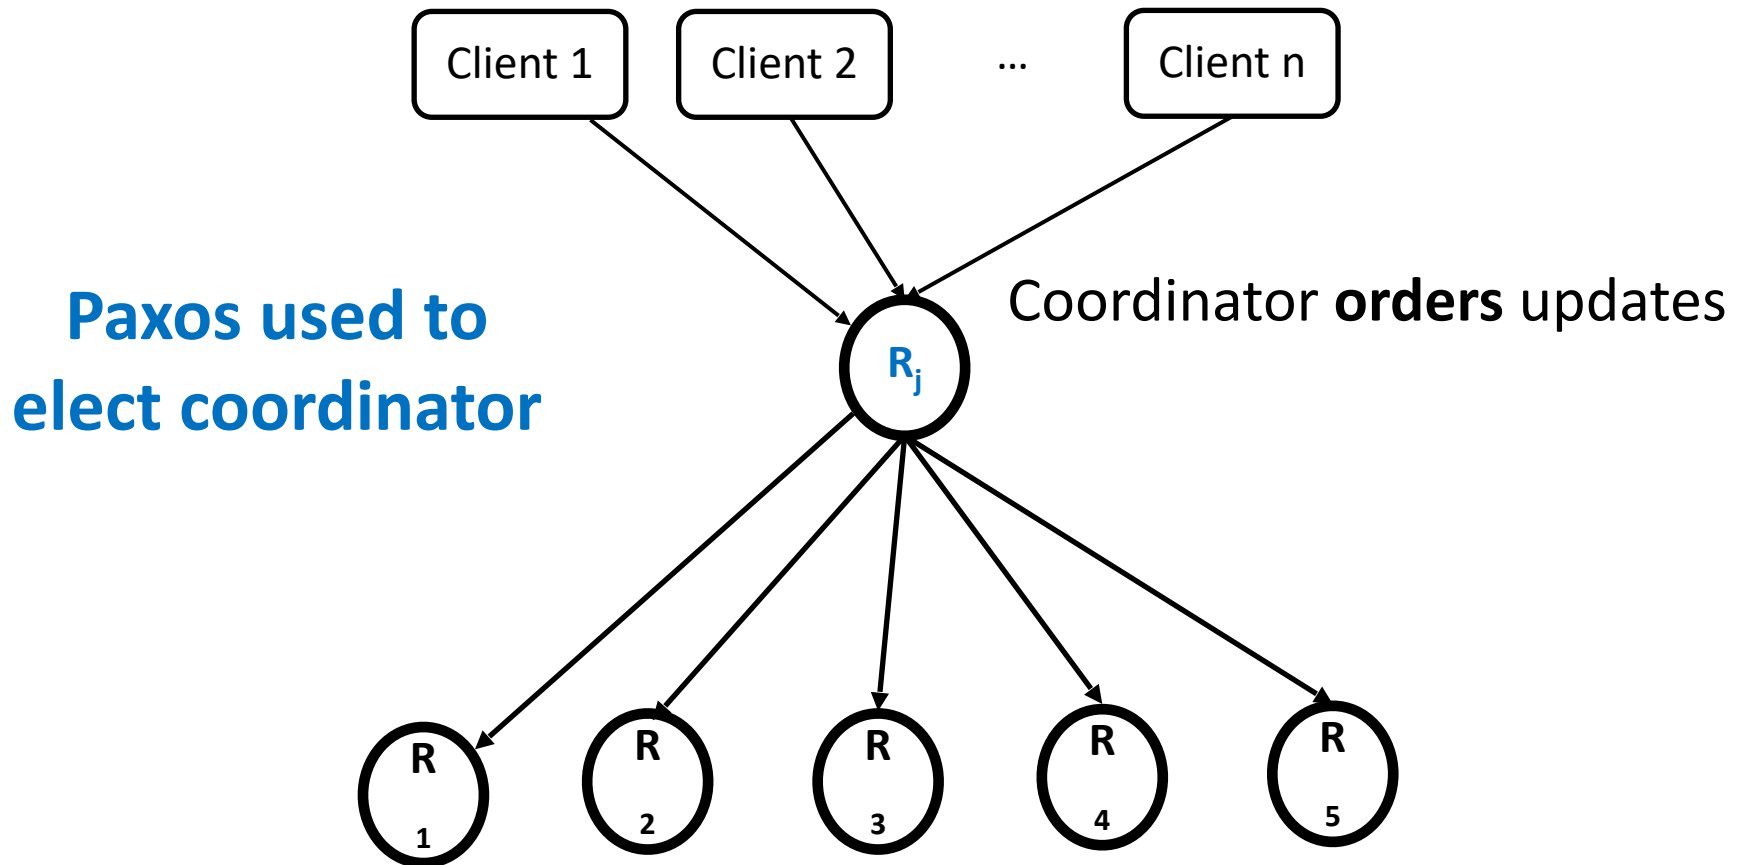 Client 1
Client 2
...
Client n
Paxos used to
elect coordinator
Coordinator orders updates
Rj
R
1
R
2
R
3
R
4
R
5